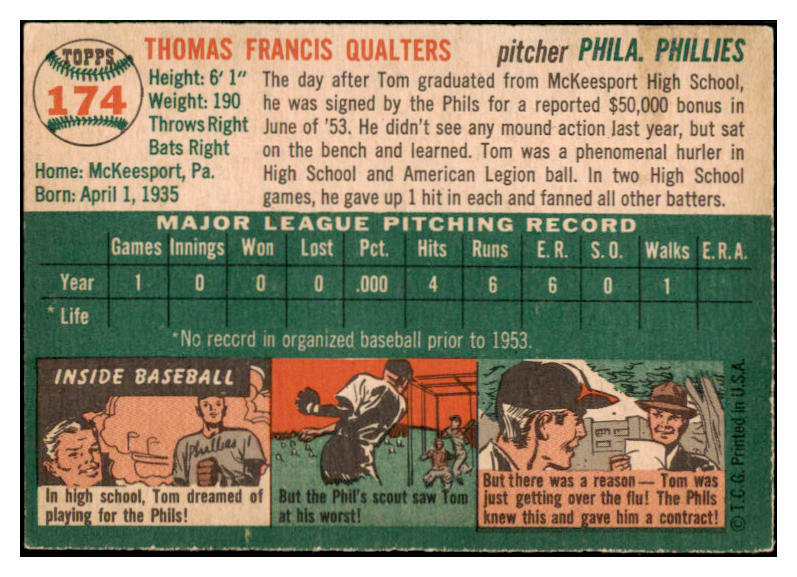 TOPPS
174
THOMAS FRANCIS QUALTERS pitcher PHILA. PHILLIES
Height: 6' 1"
Weight: 190
Throws Right
Bats Right
Home: McKeesport, Pa.
Born: April 1, 1935
The day after Tom graduated from McKeesport High School,
he was signed by the Phils for a reported $50,000 bonus in
June of '53. He didn't see any mound action last year, but sat
on the bench and learned. Tom was a phenomenal hurler in
High School and American Legion ball. In two High School
games, he gave up 1 hit in each and fanned all other batters.
MAJOR LEAGUE PITCHING RECORD
Games Innings Won Lost Pct. Hits Runs E.R. S.O. Walks E.R.A.
Year 1 0 0 0 .000 4 6 6 0 1
* Life
*No record in organized baseball prior to 1953.
INSIDE BASEBALL
Phillies
In high school, Tom dreamed of
playing for the Phils!
But the Phil's scout saw Tom
at his worst!
But there was a reason — Tom was
just getting over the flu! The Phils
knew this and gave him a contract!
© T.C.G. Printed in U.S.A.